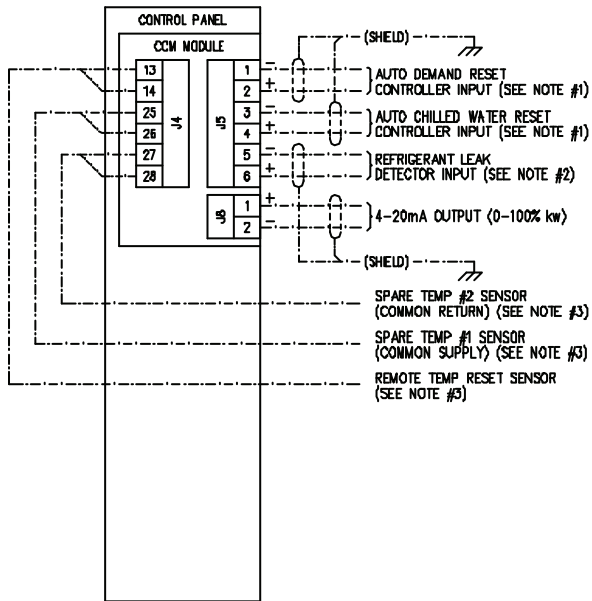 CONTROL PANEL
CCM MODULE
(SHIELD)
13
14
25
26
27
28
J4
J5
1 -
2 +
3 -
4 +
5 -
6 +
J8
1 +
2 -
AUTO DEMAND RESET
CONTROLLER INPUT (SEE NOTE #1)
AUTO CHILLED WATER RESET
CONTROLLER INPUT (SEE NOTE #1)
REFRIGERANT LEAK
DETECTOR INPUT (SEE NOTE #2)
4-20mA OUTPUT (0-100% kw)
(SHIELD)
SPARE TEMP #2 SENSOR
(COMMON RETURN) (SEE NOTE #3)
SPARE TEMP #1 SENSOR
(COMMON SUPPLY) (SEE NOTE #3)
REMOTE TEMP RESET SENSOR
(SEE NOTE #3)